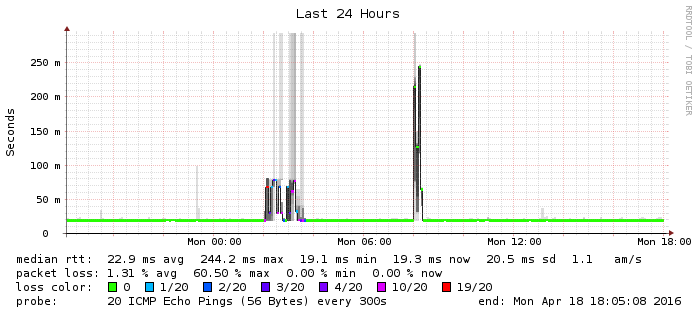 Last 24 Hours
RRDTOOL / TOBI OETIKER
Seconds
250 m
200 m
150 m
100 m
50 m
0
Mon 00:00 Mon 06:00 Mon 12:00 Mon 18:00
median rtt: 22.9 ms avg 244.2 ms max 19.1 ms min 19.3 ms now 20.5 ms sd 1.1 am/s
packet loss: 1.31 % avg 60.50 % max 0.00 % min 0.00 % now
loss color: 0 1/20 2/20 3/20 4/20 10/20 19/20
probe: 20 ICMP Echo Pings (56 Bytes) every 300s end: Mon Apr 18 18:05:08 2016